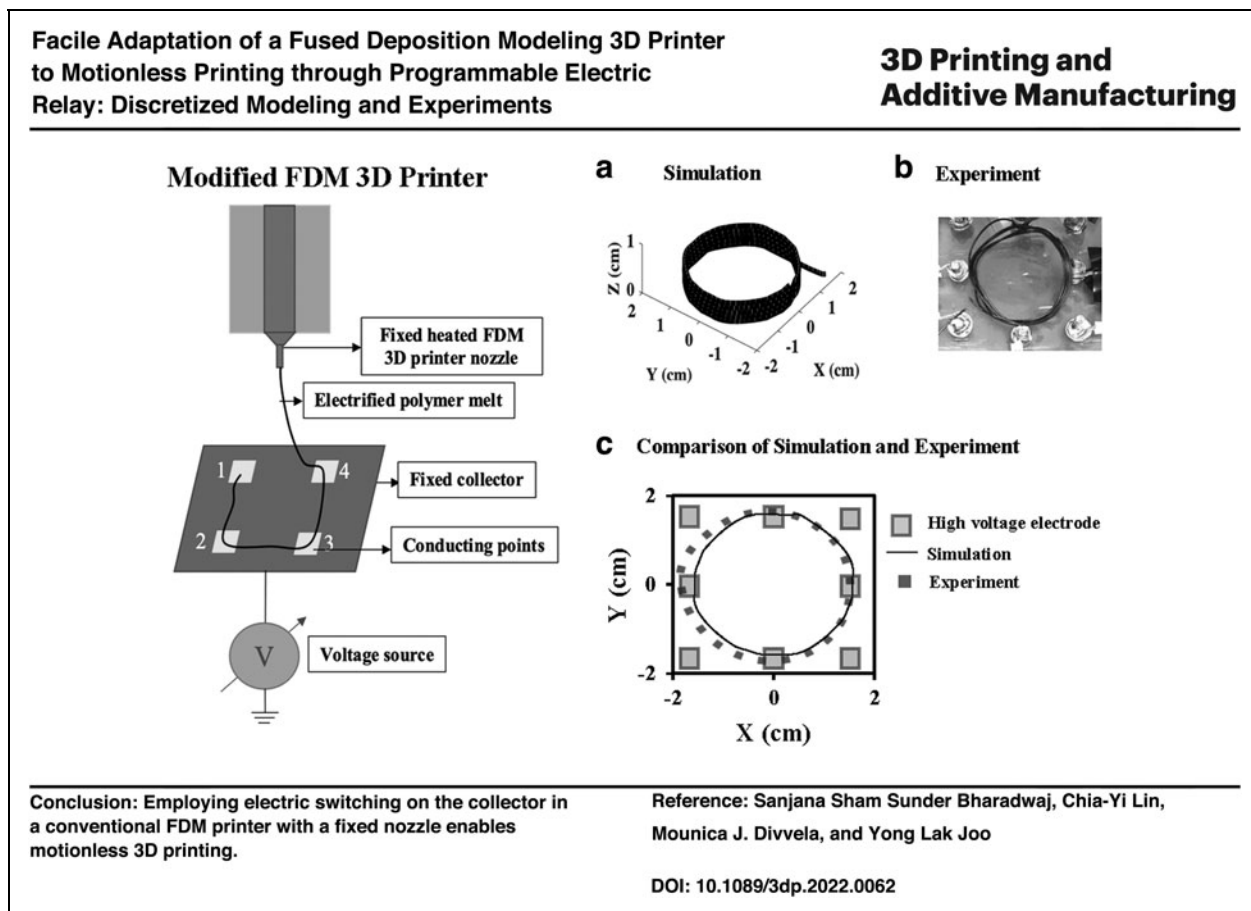 Facile Adaptation of a Fused Deposition Modeling 3D Printer
to Motionless Printing through Programmable Electric
Relay: Discretized Modeling and Experiments
3D Printing and
Additive Manufacturing
Modified FDM 3D Printer
Fixed heated FDM
3D printer nozzle
Electrified polymer melt
1
4
Fixed collector
2
3
Conducting points
V
Voltage source
a Simulation
Z (cm)
1
0
2
1
0
-1
-2
Y (cm)
-2
-1
0
1
2
X (cm)
b Experiment
c Comparison of Simulation and Experiment
Y (cm)
2
0
-2
-2
0
2
X (cm)
High voltage electrode
Simulation
Experiment
Conclusion: Employing electric switching on the collector in
a conventional FDM printer with a fixed nozzle enables
motionless 3D printing.
Reference: Sanjana Sham Sunder Bharadwaj, Chia-Yi Lin,
Mounica J. Divvela, and Yong Lak Joo
DOI: 10.1089/3dp.2022.0062